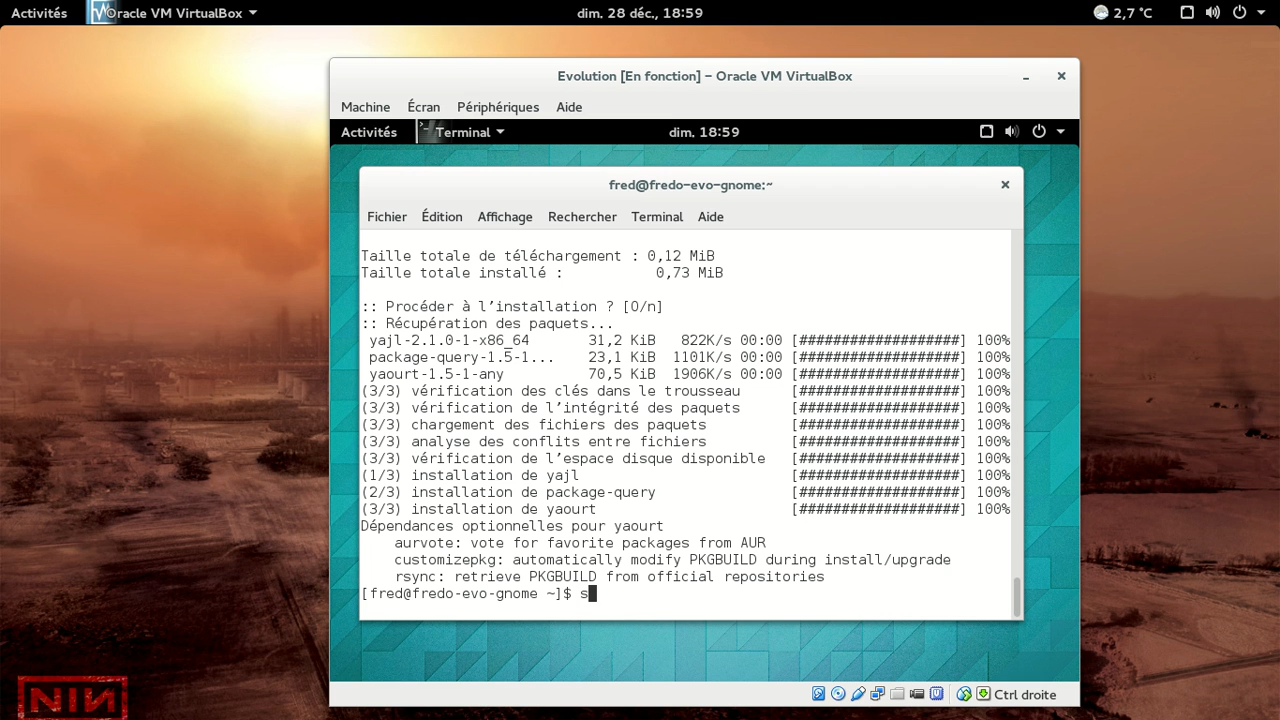 Activités Oracle VM VirtualBox dim. 28 déc., 18:59 2,7 °C
Evolution [En fonction] – Oracle VM VirtualBox
Machine Écran Périphériques Aide
Activités Terminal dim. 18:59
fred@fredo-evo-gnome:~
Fichier Édition Affichage Rechercher Terminal Aide
Taille totale de téléchargement : 0,12 MiB
Taille totale installé : 0,73 MiB
:: Procéder à l’installation ? [O/n]
:: Récupération des paquets...
yajl-2.1.0-1-x86_64 31,2 KiB 822K/s 00:00 [###################] 100%
package-query-1.5-1... 23,1 KiB 1101K/s 00:00 [###################] 100%
yaourt-1.5-1-any 70,5 KiB 1906K/s 00:00 [###################] 100%
(3/3) vérification des clés dans le trousseau [###################] 100%
(3/3) vérification de l’intégrité des paquets [###################] 100%
(3/3) chargement des fichiers des paquets [###################] 100%
(3/3) analyse des conflits entre fichiers [###################] 100%
(3/3) vérification de l’espace disque disponible [###################] 100%
(1/3) installation de yajl [###################] 100%
(2/3) installation de package-query [###################] 100%
(3/3) installation de yaourt [###################] 100%
Dépendances optionnelles pour yaourt
aurvote: vote for favorite packages from AUR
customizepkg: automatically modify PKGBUILD during install/upgrade
rsync: retrieve PKGBUILD from official repositories
[fred@fredo-evo-gnome ~]$ s
Ctrl droite
NIИ